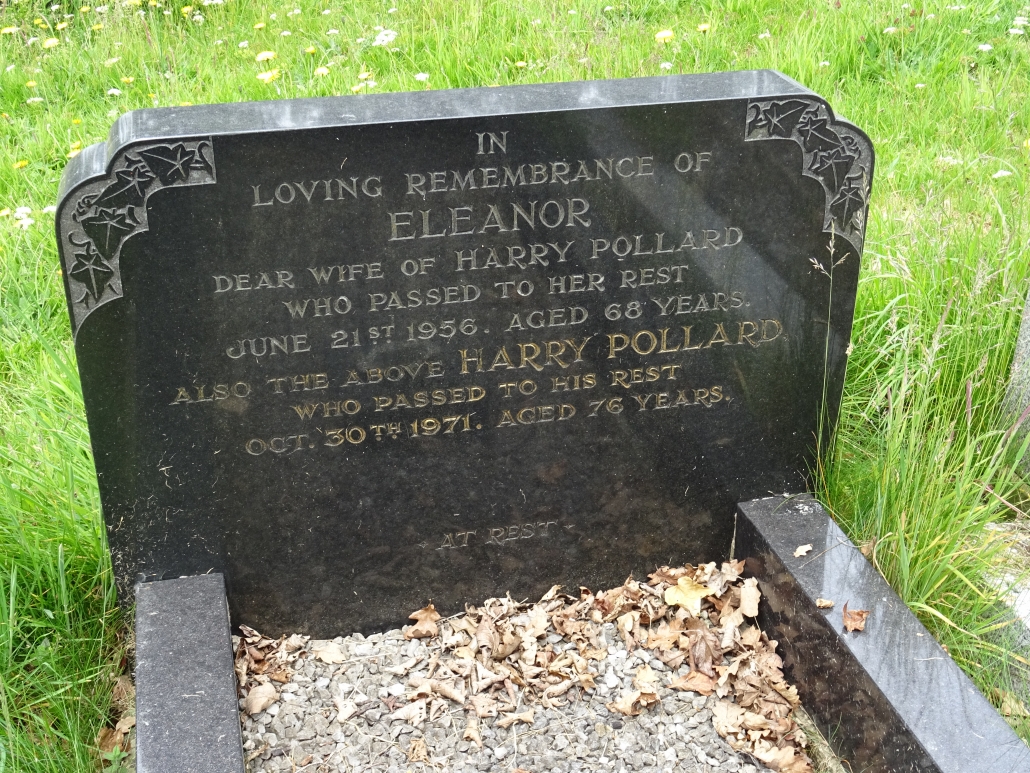 IN
LOVING REMEMBRANCE OF
ELEANOR
DEAR WIFE OF HARRY POLLARD
WHO PASSED TO HER REST
JUNE 21ST 1956. AGED 68 YEARS.
ALSO THE ABOVE HARRY POLLARD,
WHO PASSED TO HIS REST
OCT. 30TH 1971. AGED 76 YEARS.
- AT REST -